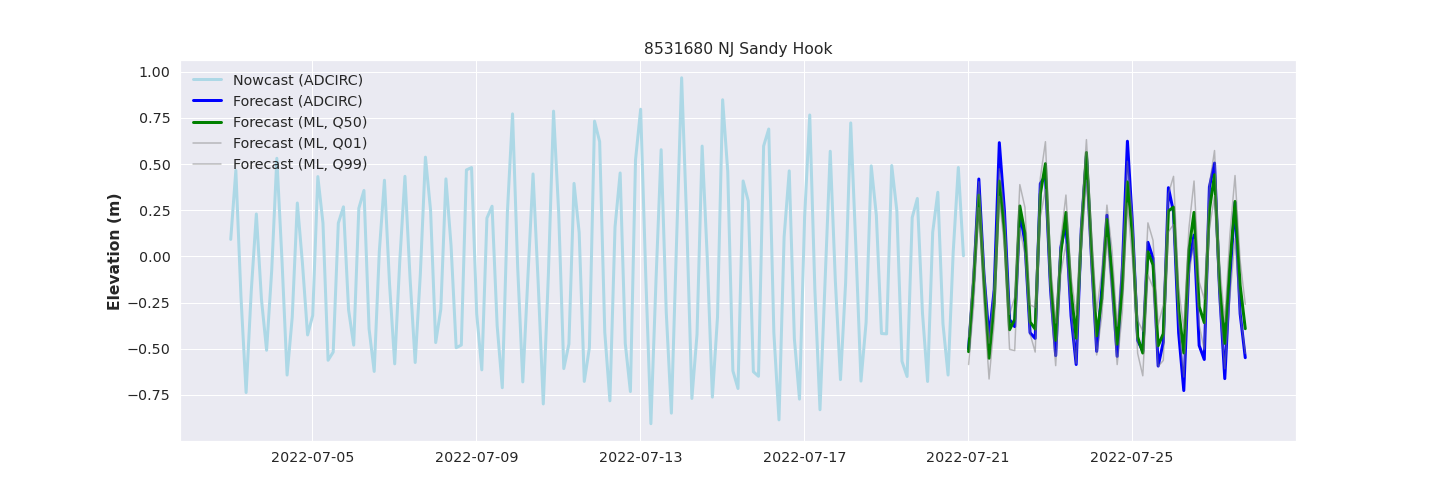 8531680 NJ Sandy Hook
Nowcast (ADCIRC)
Forecast (ADCIRC)
Forecast (ML, Q50)
Forecast (ML, Q01)
Forecast (ML, Q99)
Elevation (m)
1.00
0.75
0.50
0.25
0.00
−0.25
−0.50
−0.75
2022-07-05
2022-07-09
2022-07-13
2022-07-17
2022-07-21
2022-07-25